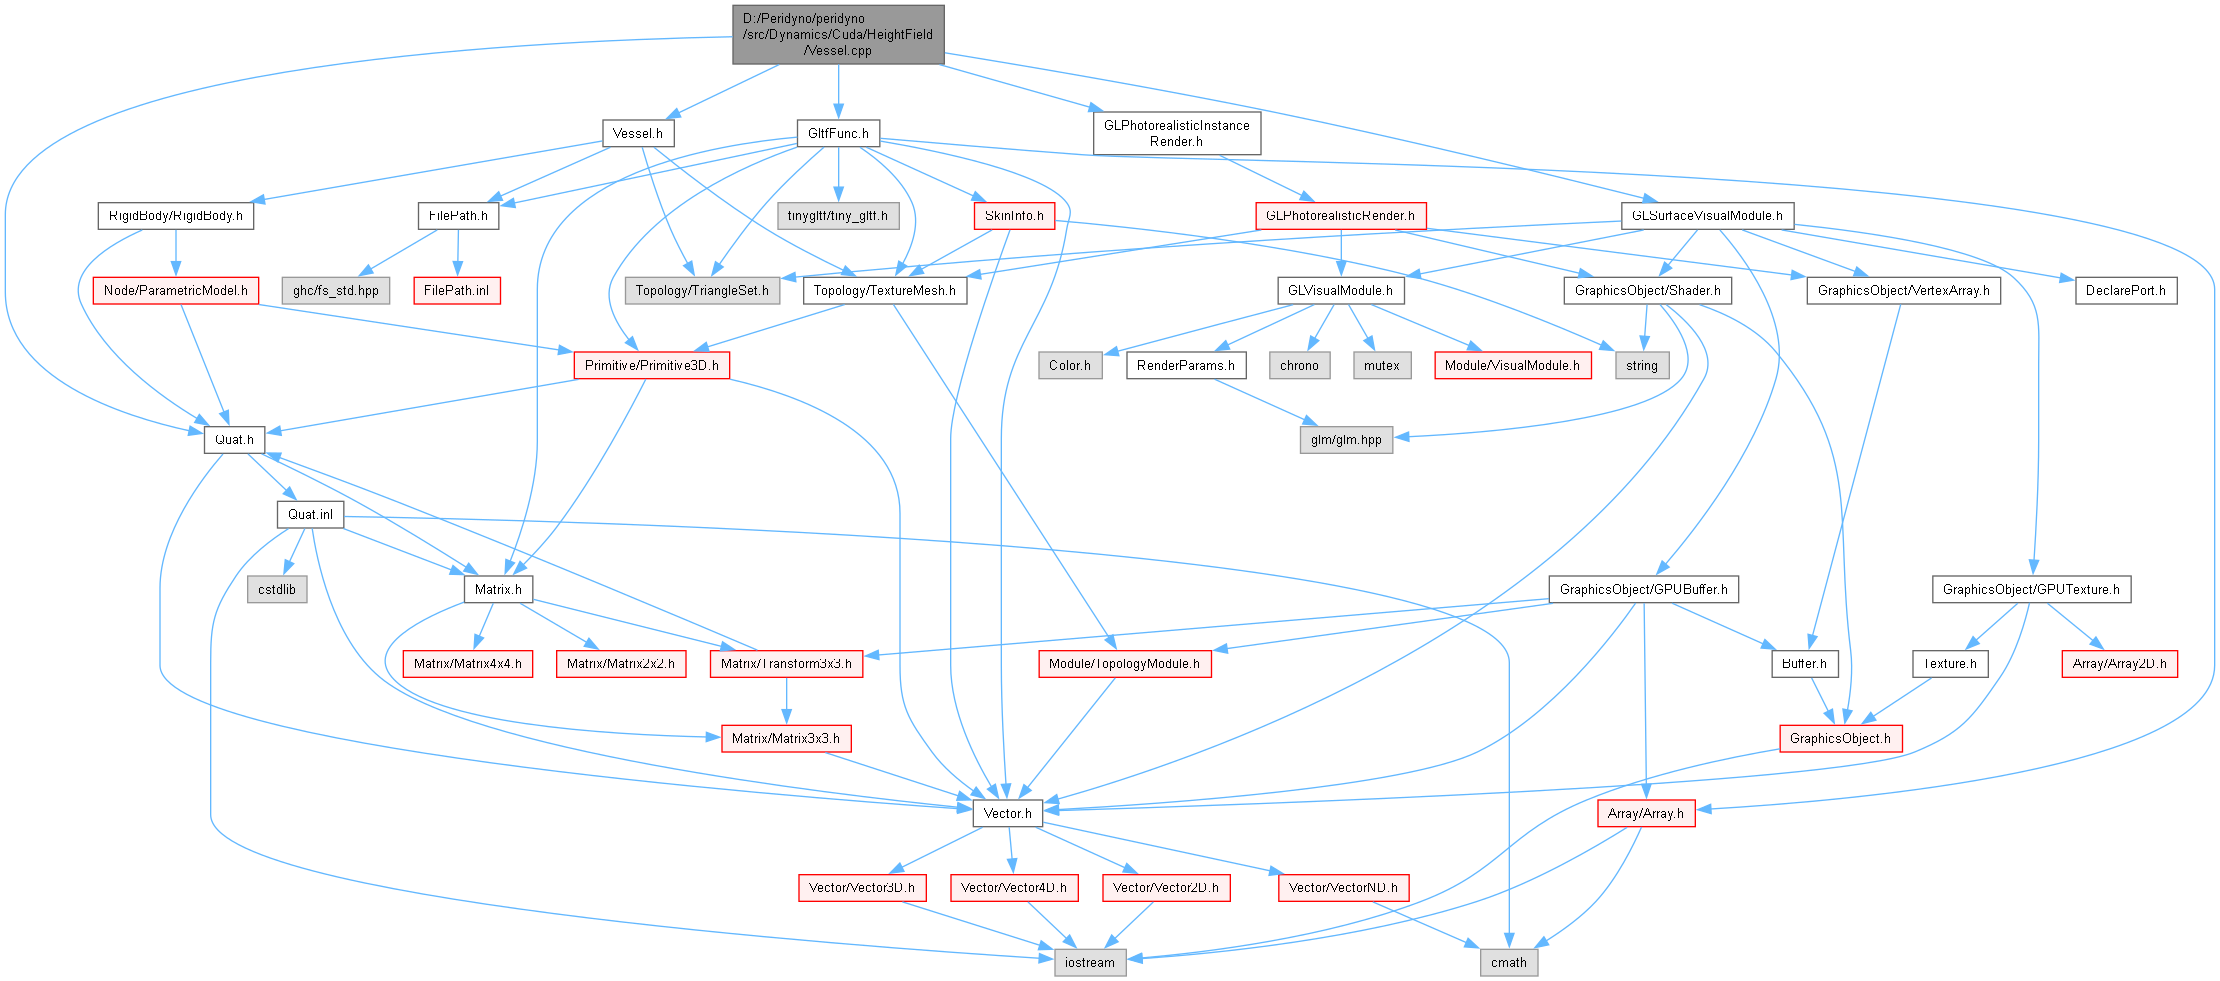 D:/Peridyno/peridyno
/src/Dynamics/Cuda/HeightField
/Vessel.cpp
Vessel.h
GltfFunc.h
GLPhotorealisticInstance
Render.h
RigidBody/RigidBody.h
FilePath.h
tinygltf/tiny_gltf.h
SkinInfo.h
GLPhotorealisticRender.h
GLSurfaceVisualModule.h
Node/ParametricModel.h
ghc/fs_std.hpp
FilePath.inl
Topology/TriangleSet.h
Topology/TextureMesh.h
GLVisualModule.h
GraphicsObject/Shader.h
GraphicsObject/VertexArray.h
DeclarePort.h
Primitive/Primitive3D.h
Color.h
RenderParams.h
chrono
mutex
Module/VisualModule.h
string
Quat.h
glm/glm.hpp
Quat.inl
cstdlib
Matrix.h
GraphicsObject/GPUBuffer.h
GraphicsObject/GPUTexture.h
Matrix/Matrix4x4.h
Matrix/Matrix2x2.h
Matrix/Transform3x3.h
Module/TopologyModule.h
Buffer.h
Texture.h
Array/Array2D.h
Matrix/Matrix3x3.h
GraphicsObject.h
Vector.h
Array/Array.h
Vector/Vector3D.h
Vector/Vector4D.h
Vector/Vector2D.h
Vector/VectorND.h
iostream
cmath